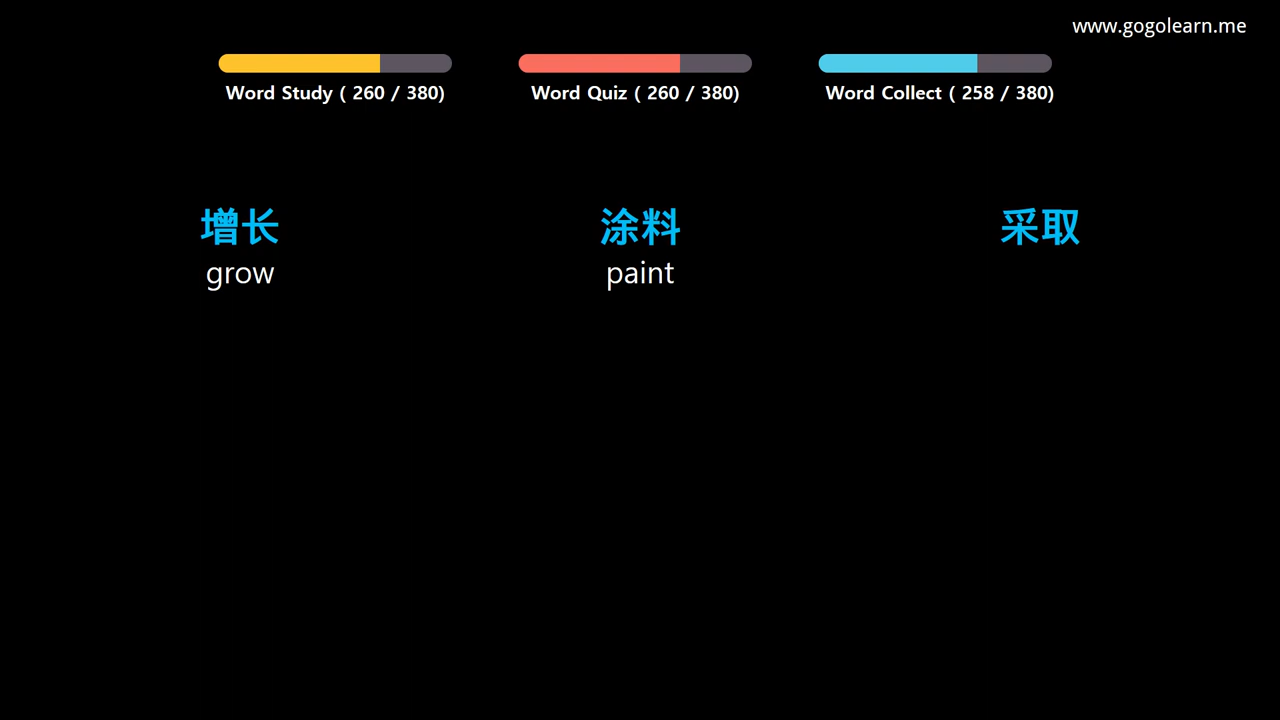 www.gogolearn.me
Word Study ( 260 / 380)
Word Quiz ( 260 / 380)
Word Collect ( 258 / 380)
增长
涂料
采取
grow
paint